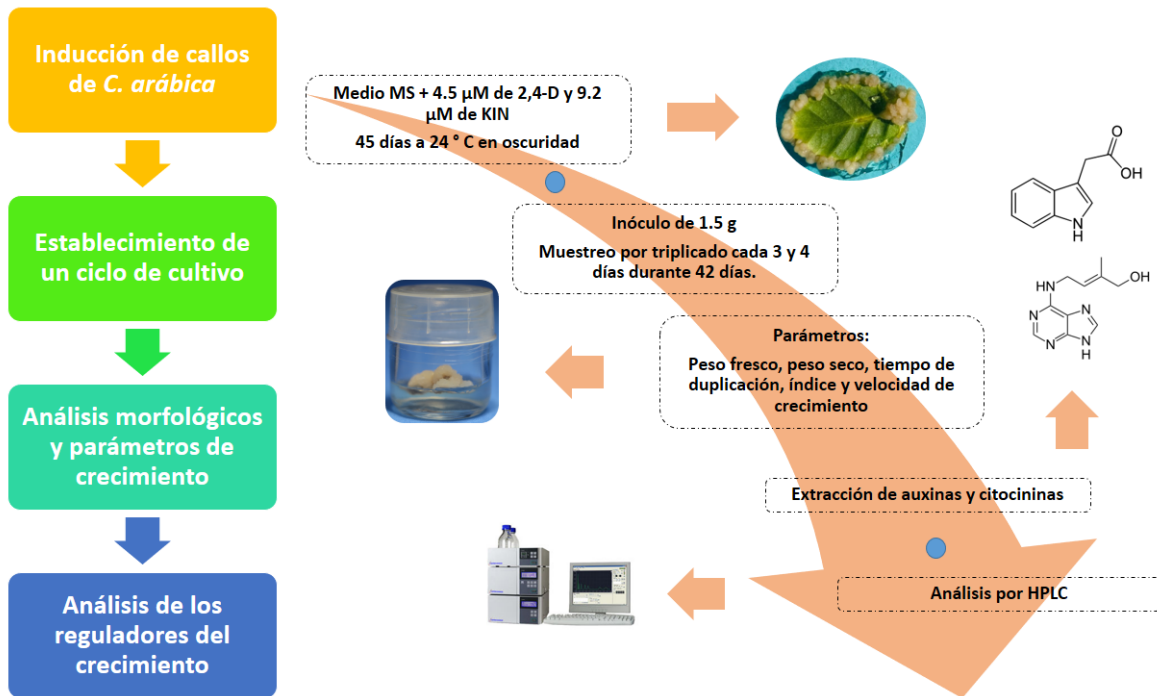 Inducción de callos
de C. arábica
Medio MS + 4.5 μM de 2,4-D y 9.2
μM de KIN
45 días a 24 ° C en oscuridad
Establecimiento de
un ciclo de cultivo
Inóculo de 1.5 g
Muestreo por triplicado cada 3 y 4
días durante 42 días.
Análisis morfológicos
y parámetros de
crecimiento
Parámetros:
Peso fresco, peso seco, tiempo de
duplicación, índice y velocidad de
crecimiento
Análisis de los
reguladores del
crecimiento
Extracción de auxinas y citocininas
Análisis por HPLC
O
OH
NH
HN
OH
N
N
N
N
H